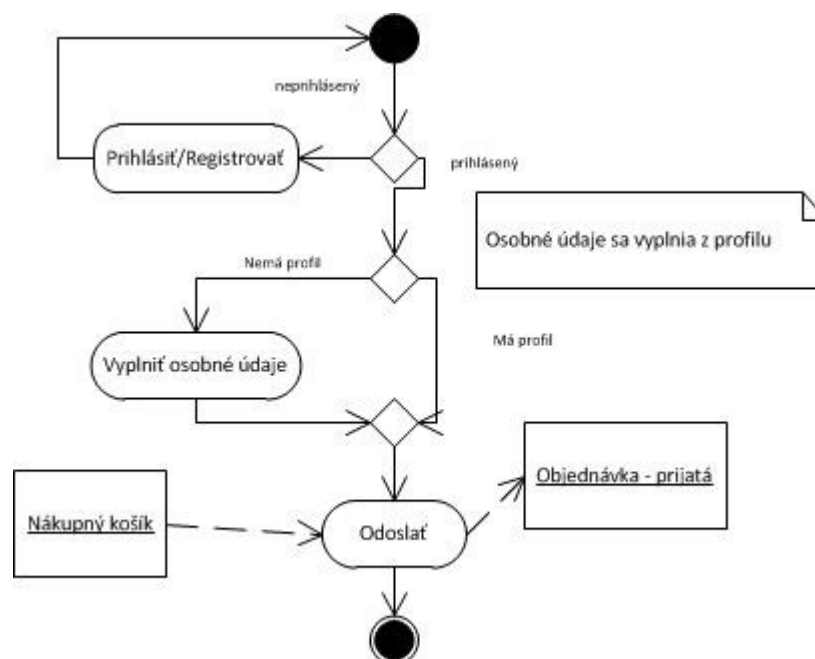 neprihlásený
Prihlásiť/Registrovať
prihlásený
Osobné údaje sa vyplnia z profilu
Nemá profil
Má profil
Vyplniť osobné údaje
Objednávka - prijatá
Nákupný košík
Odoslať